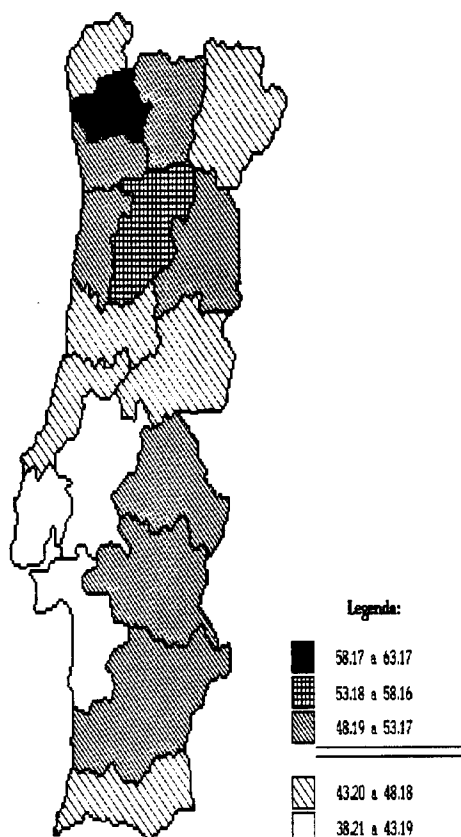 Legenda:
58.17 a 63.17
53.18 a 58.16
48.19 a 53.17
43.20 a 48.18
38.21 a 43.19